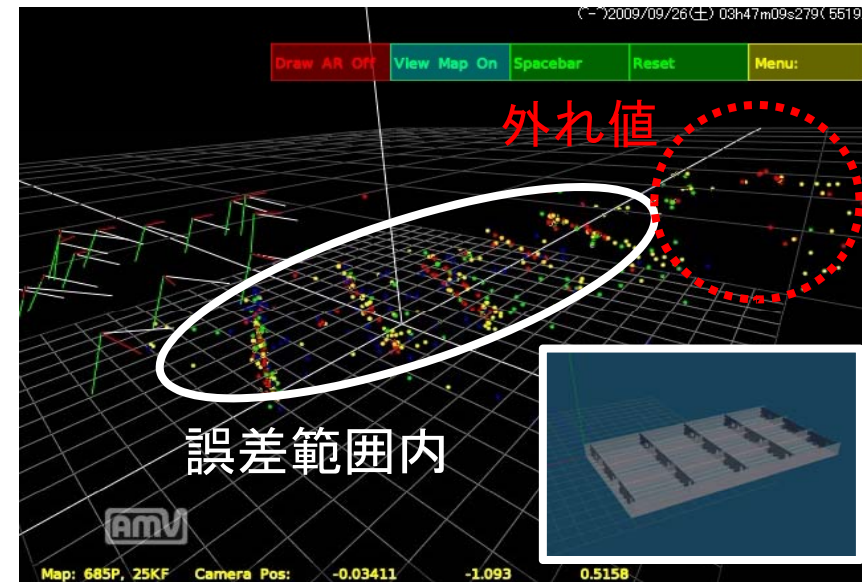 (^-^)2009/09/26(土) 03h47m09s279( 5519
Draw AR Off View Map On Spacebar Reset Menu:
外れ値
誤差範囲内
AMV
Map: 685P, 25KF Camera Pos: -0.03411 -1.093 0.5158